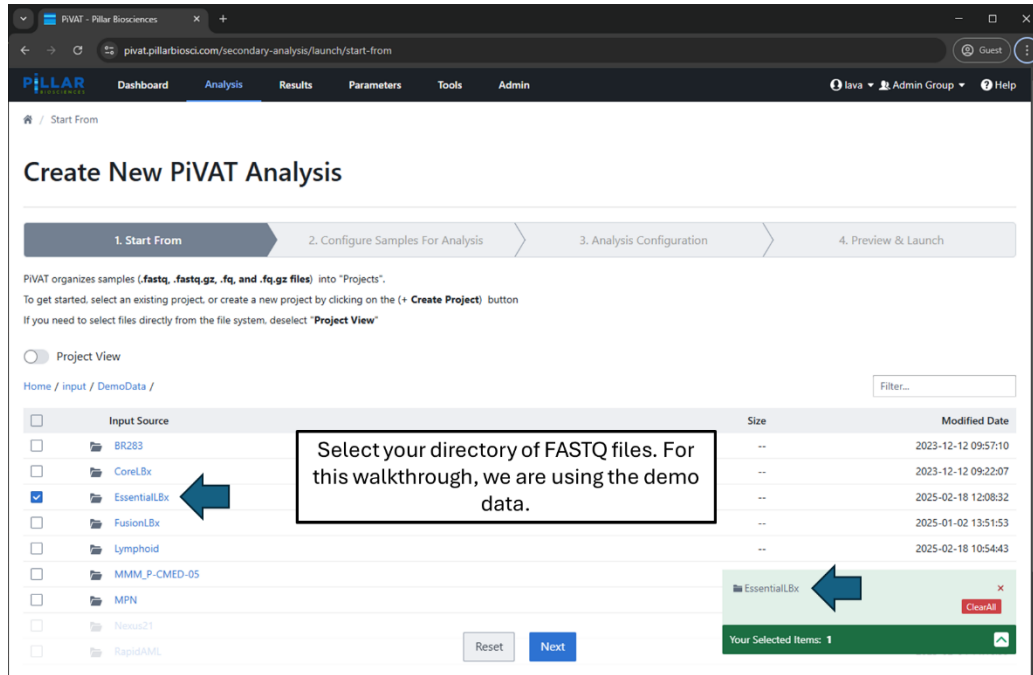 PiVAT - Pillar Biosciences
pivat.pillarbiosci.com/secondary-analysis/launch/start-from
Guest
PiLLAR
BIOSCIENCES
Dashboard Analysis Results Parameters Tools Admin
lava Admin Group Help
/ Start From
Create New PiVAT Analysis
1. Start From 2. Configure Samples For Analysis 3. Analysis Configuration 4. Preview & Launch
PiVAT organizes samples (.fastq, .fastq.gz, .fq, and .fq.gz files) into "Projects".
To get started, select an existing project, or create a new project by clicking on the (+ Create Project) button
If you need to select files directly from the file system, deselect "Project View"
Project View
Home / input / DemoData /
Filter...
Input Source Size Modified Date
BR283 -- 2023-12-12 09:57:10
CoreLBx -- 2023-12-12 09:22:07
EssentialLBx -- 2025-02-18 12:08:32
FusionLBx -- 2025-01-02 13:51:53
Lymphoid -- 2025-02-18 10:54:43
Select your directory of FASTQ files. For
this walkthrough, we are using the demo
data.
MMM_P-CMED-05
MPN
Nexus21
RapidAML
EssentialLBx ×
ClearAll
Your Selected Items: 1
Reset Next